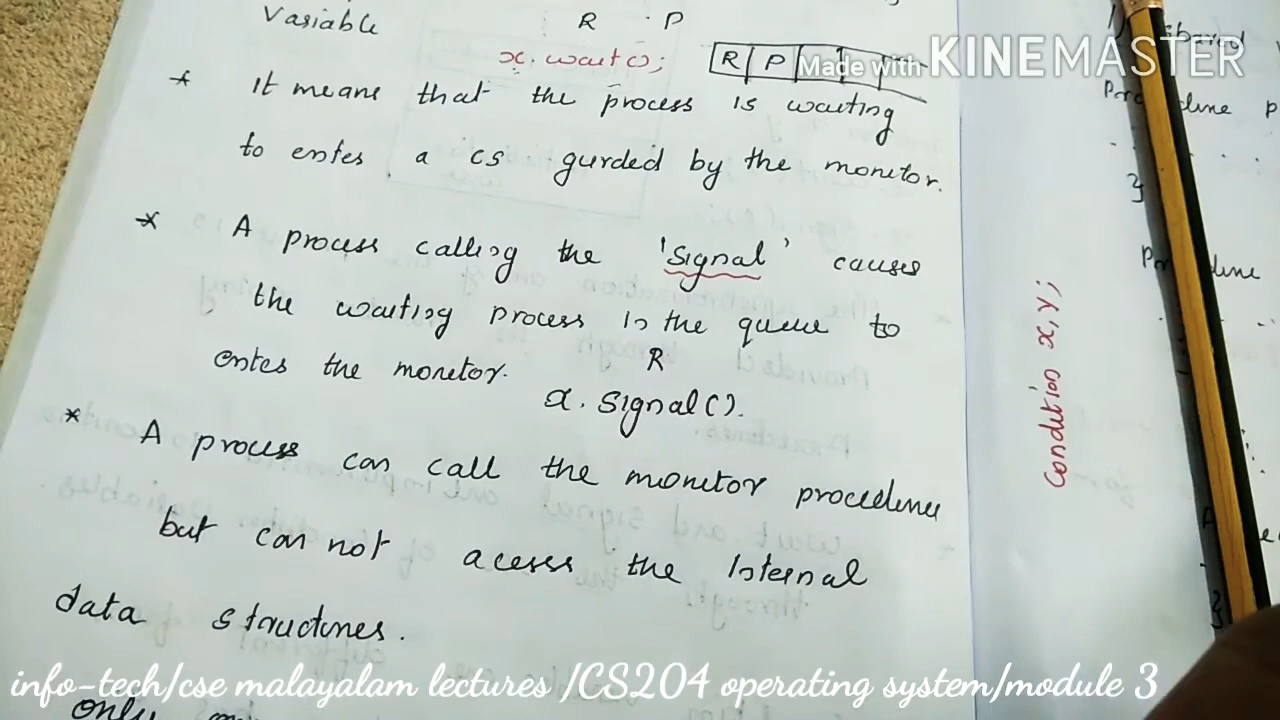 Variable R P
x.wait();
R P
Made with KINEMASTER
* It means that the process is waiting
to enter a cs gurded by the monitor.
* A process calling the 'Signal' causes
the waiting process in the queue to
enter the monitor. R
x.signal().
* A process can call the monitor procedures
but can not acess the Internal
data structures.
only
condition x, y;
info-tech/cse malayalam lectures /CS204 operating system/module 3